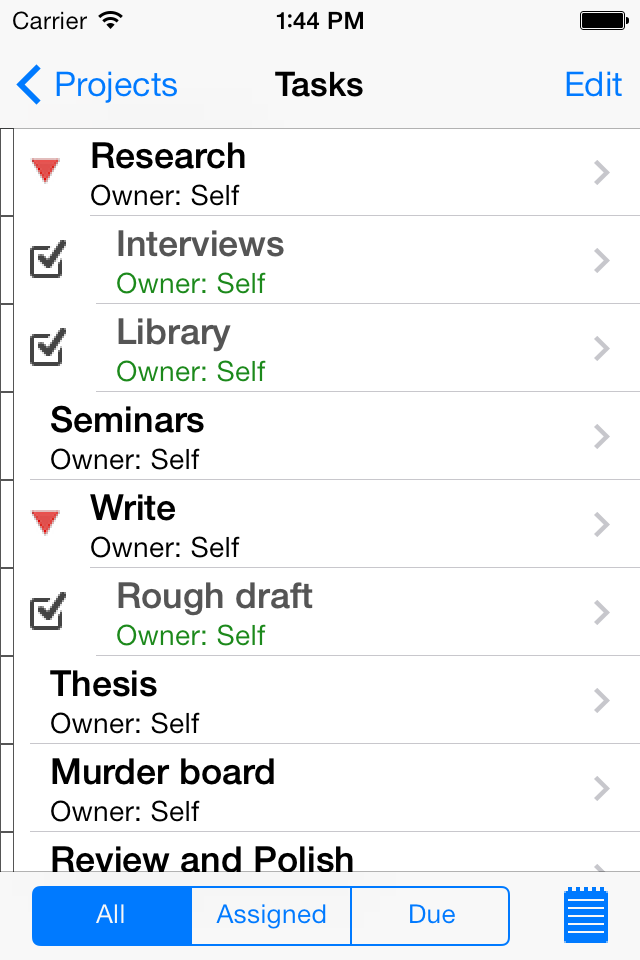 Carrier 1:44 PM
Projects Tasks Edit
Research
Owner: Self
Interviews
Owner: Self
Library
Owner: Self
Seminars
Owner: Self
Write
Owner: Self
Rough draft
Owner: Self
Thesis
Owner: Self
Murder board
Owner: Self
Review and Polish
All Assigned Due